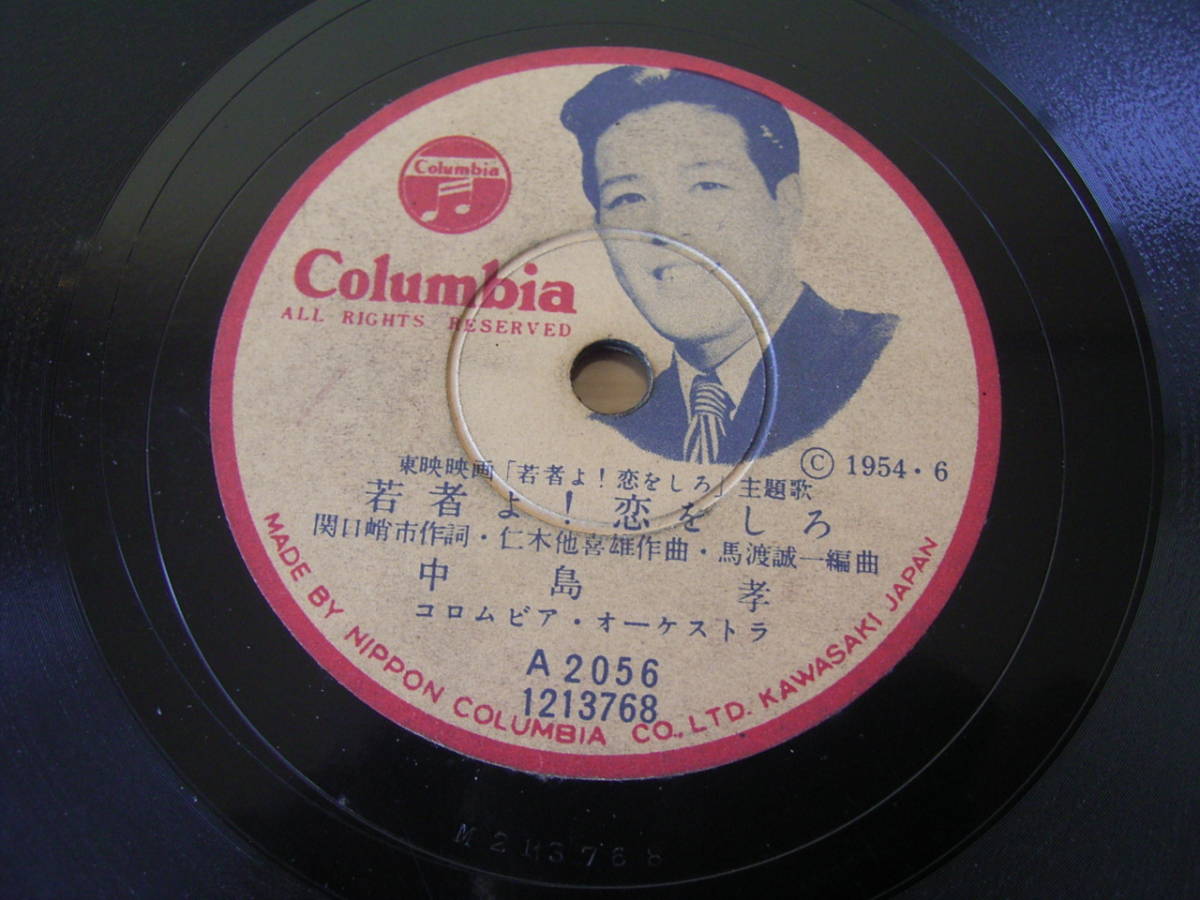 Columbia
Columbia
ALL RIGHTS RESERVED
Ⓒ 1954・6
東映映画「若者よ!恋をしろ」主題歌
若者よ!恋をしろ
関口蛸市作詞・仁木他喜雄作曲・馬渡誠一編曲
中島孝
コロムビア・オーケストラ
A2056
1213768
MADE BY NIPPON COLUMBIA CO., LTD. KAWASAKI JAPAN